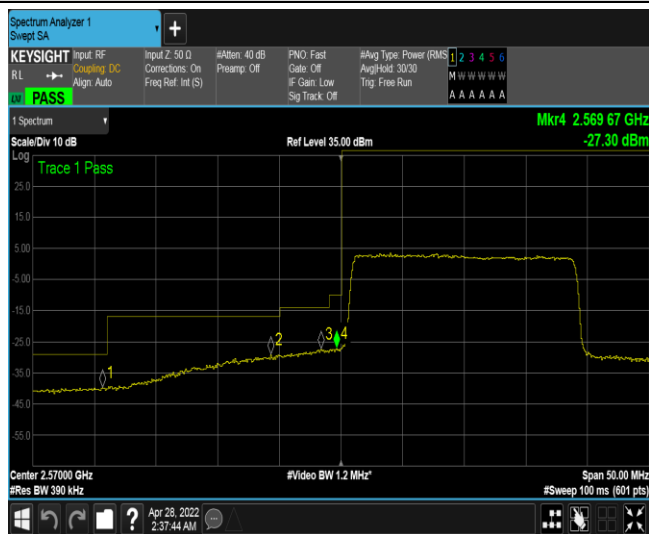 Spectrum Analyzer 1
Swept SA
+
KEYSIGHT
RL
PASS
Input: RF
Coupling: DC
Align: Auto
Input Z: 50 Ω
Corrections: On
Freq Ref: Int (S)
#Atten: 40 dB
Preamp: Off
PNO: Fast
Gate: Off
IF Gain: Low
Sig Track: Off
#Avg Type: Power (RMS
Avg|Hold: 30/30
Trig: Free Run
1 2 3 4 5 6
M W W W W W
A A A A A A
1 Spectrum
Scale/Div 10 dB
Ref Level 35.00 dBm
Mkr4 2.569 67 GHz
-27.30 dBm
Log
Trace 1 Pass
25.0
15.0
5.00
-5.00
-15.0
-25.0
-35.0
-45.0
-55.0
1
2
3
4
Center 2.57000 GHz
#Res BW 390 kHz
#Video BW 1.2 MHz*
Span 50.00 MHz
#Sweep 100 ms (601 pts)
?
Apr 28, 2022
2:37:44 AM